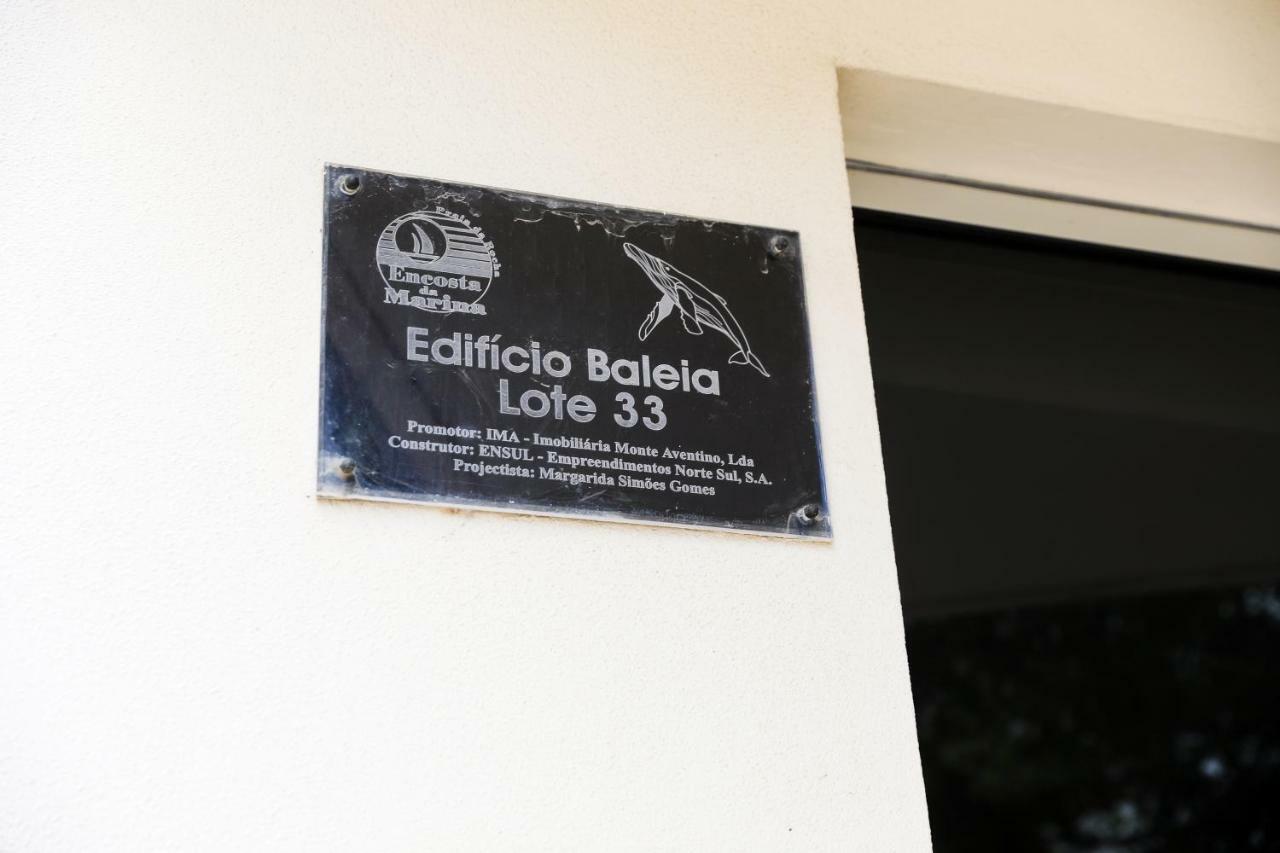 Praia da Rocha
Encosta
da
Marina
Edifício Baleia
Lote 33
Promotor: IMA - Imobiliária Monte Aventino, Lda
Construtor: ENSUL - Empreendimentos Norte Sul, S.A.
Projectista: Margarida Simões Gomes